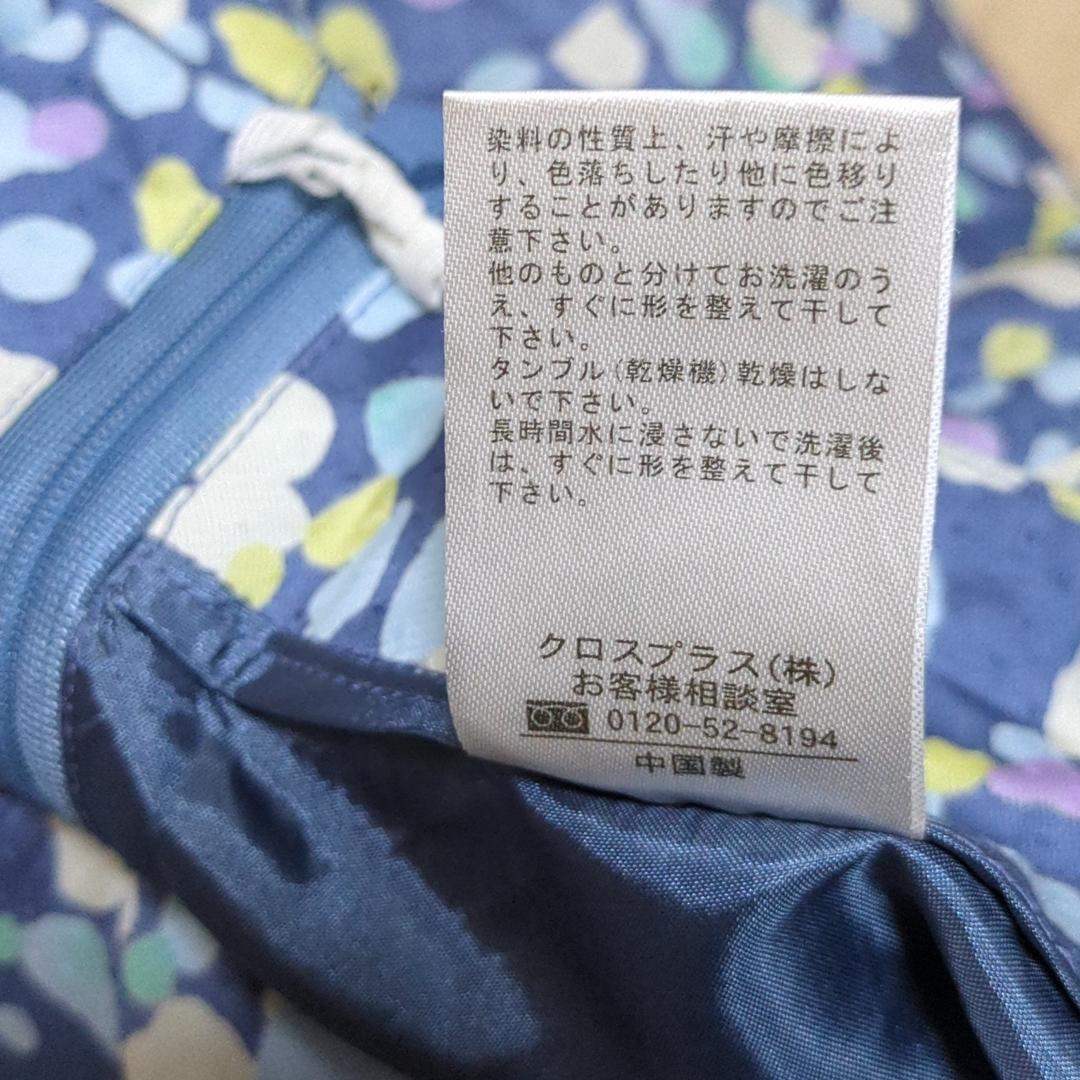 染料の性質上、汗や摩擦によ
り、色落ちしたり他に色移り
することがありますのでご注
意下さい。
他のものと分けてお洗濯のう
え、すぐに形を整えて干して
下さい。
タンブル(乾燥機)乾燥はしな
いで下さい。
長時間水に浸さないで洗濯後
は、すぐに形を整えて干して
下さい。
クロスプラス(株)
お客様相談室
0120-52-8194
中国製